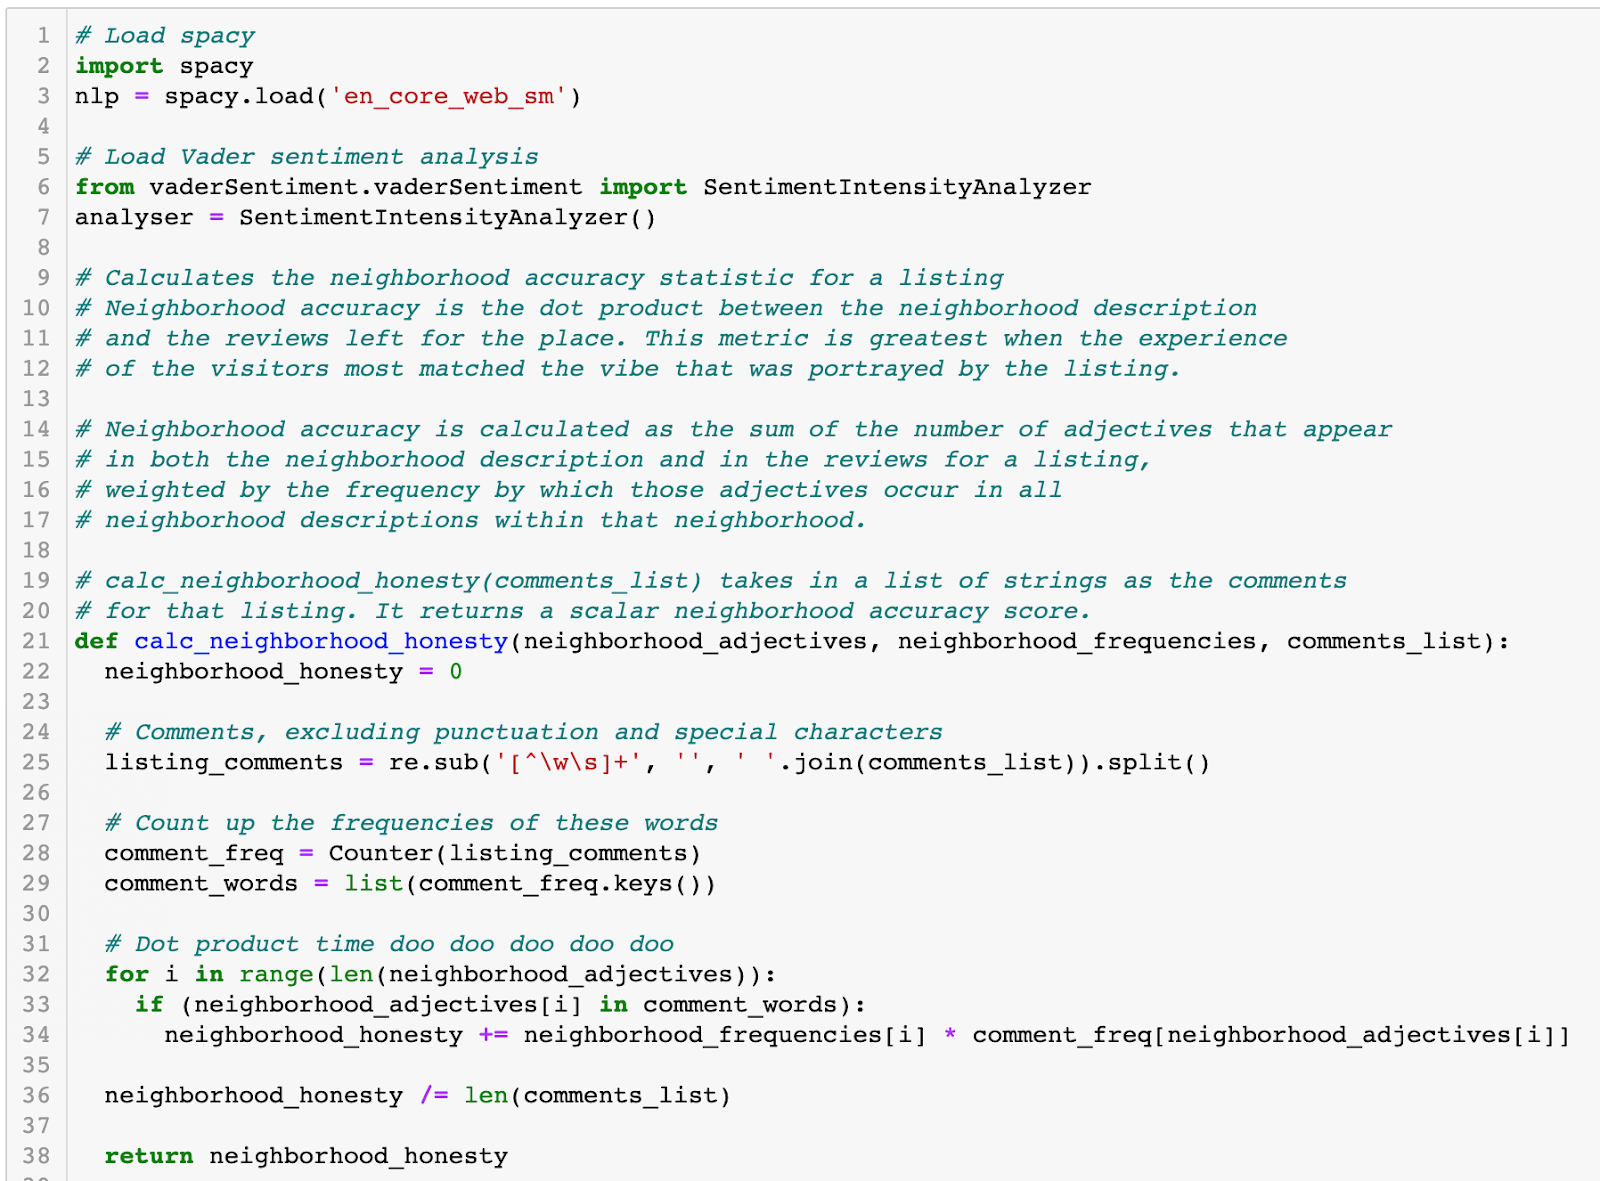 1 # Load spacy
2 import spacy
3 nlp = spacy.load('en_core_web_sm')
4
5 # Load Vader sentiment analysis
6 from vaderSentiment.vaderSentiment import SentimentIntensityAnalyzer
7 analyser = SentimentIntensityAnalyzer()
8
9 # Calculates the neighborhood accuracy statistic for a listing
10 # Neighborhood accuracy is the dot product between the neighborhood description
11 # and the reviews left for the place. This metric is greatest when the experience
12 # of the visitors most matched the vibe that was portrayed by the listing.
13
14 # Neighborhood accuracy is calculated as the sum of the number of adjectives that appear
15 # in both the neighborhood description and in the reviews for a listing,
16 # weighted by the frequency by which those adjectives occur in all
17 # neighborhood descriptions within that neighborhood.
18
19 # calc_neighborhood_honesty(comments_list) takes in a list of strings as the comments
20 # for that listing. It returns a scalar neighborhood accuracy score.
21 def calc_neighborhood_honesty(neighborhood_adjectives, neighborhood_frequencies, comments_list):
22   neighborhood_honesty = 0
23
24   # Comments, excluding punctuation and special characters
25   listing_comments = re.sub('[^\w\s]+', '', ' '.join(comments_list)).split()
26
27   # Count up the frequencies of these words
28   comment_freq = Counter(listing_comments)
29   comment_words = list(comment_freq.keys())
30
31   # Dot product time doo doo doo doo doo
32   for i in range(len(neighborhood_adjectives)):
33     if (neighborhood_adjectives[i] in comment_words):
34       neighborhood_honesty += neighborhood_frequencies[i] * comment_freq[neighborhood_adjectives[i]]
35
36   neighborhood_honesty /= len(comments_list)
37
38   return neighborhood_honesty